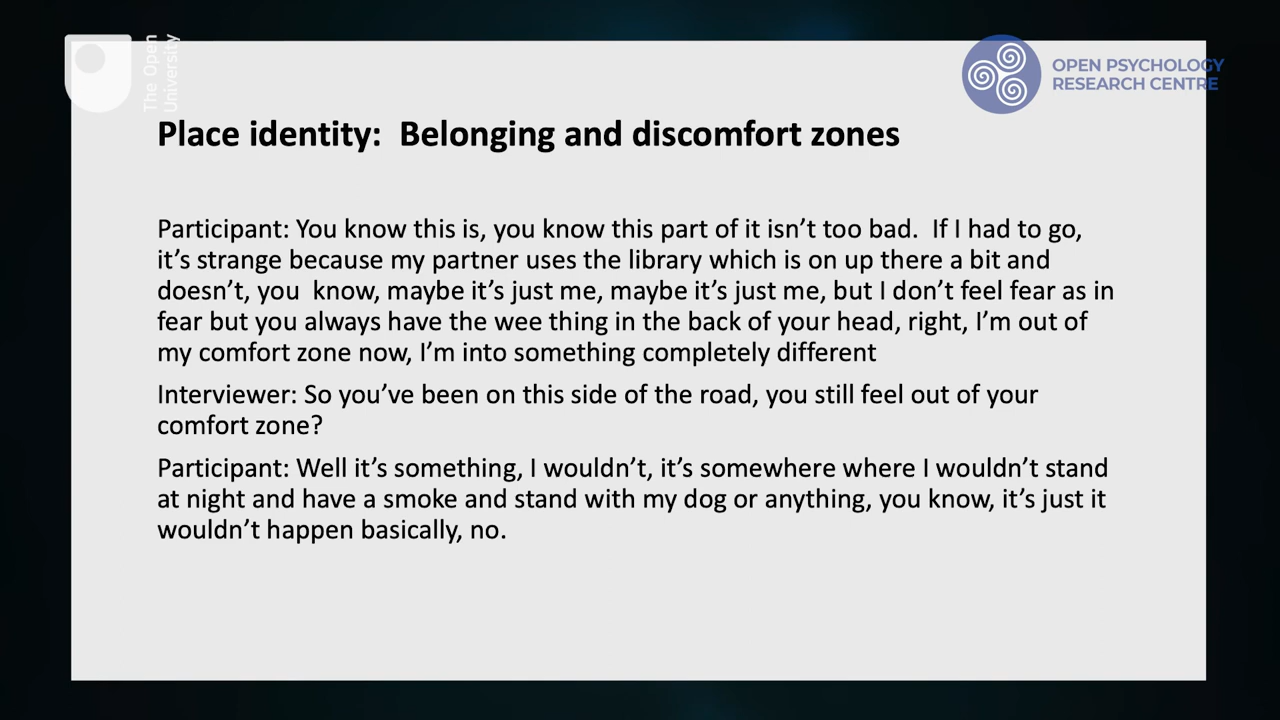 The Open
University
OPEN PSYCHOLOGY
RESEARCH CENTRE
Place identity:  Belonging and discomfort zones
Participant: You know this is, you know this part of it isn’t too bad.  If I had to go,
it’s strange because my partner uses the library which is on up there a bit and
doesn’t, you  know, maybe it’s just me, maybe it’s just me, but I don’t feel fear as in
fear but you always have the wee thing in the back of your head, right, I’m out of
my comfort zone now, I’m into something completely different
Interviewer: So you’ve been on this side of the road, you still feel out of your
comfort zone?
Participant: Well it’s something, I wouldn’t, it’s somewhere where I wouldn’t stand
at night and have a smoke and stand with my dog or anything, you know, it’s just it
wouldn’t happen basically, no.